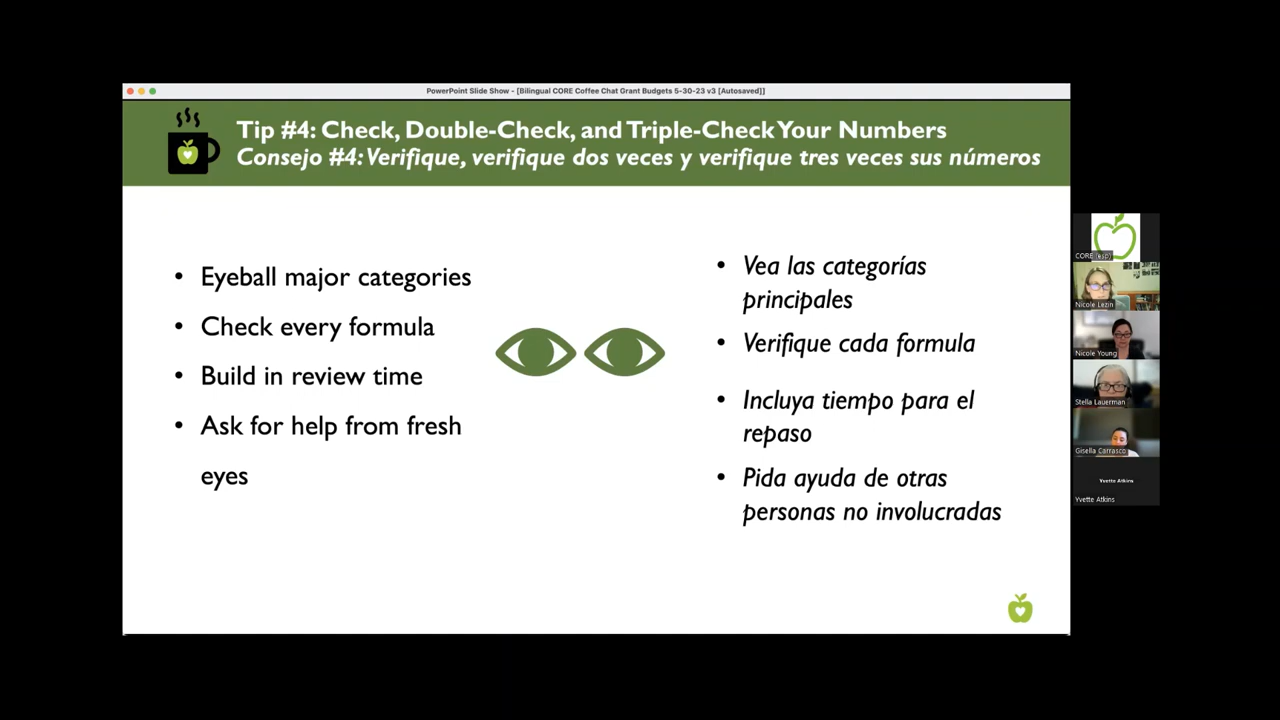 PowerPoint Slide Show - [Bilingual CORE Coffee Chat Grant Budgets 5-30-23 v3 [Autosaved]]
Tip #4: Check, Double-Check, and Triple-Check Your Numbers
Consejo #4: Verifique, verifique dos veces y verifique tres veces sus números
• Eyeball major categories
• Check every formula
• Build in review time
• Ask for help from fresh
eyes
• Vea las categorías
principales
• Verifique cada formula
• Incluya tiempo para el
repaso
• Pida ayuda de otras
personas no involucradas
CORE (esp)
Nicole Lezin
Nicole Young
Stella Lauerman
Gisella Carrasco
Yvette Atkins
Yvette Atkins